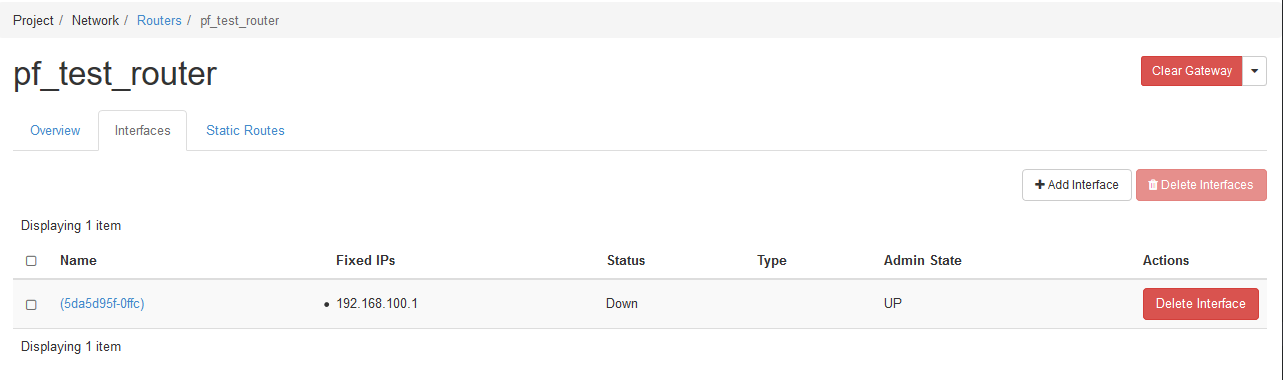 Project / Network / Routers / pf_test_router
pf_test_router
Clear Gateway
Overview Interfaces Static Routes
+ Add Interface Delete Interfaces
Displaying 1 item
Name Fixed IPs Status Type Admin State Actions
(5da5d95f-0ffc) • 192.168.100.1 Down UP Delete Interface
Displaying 1 item